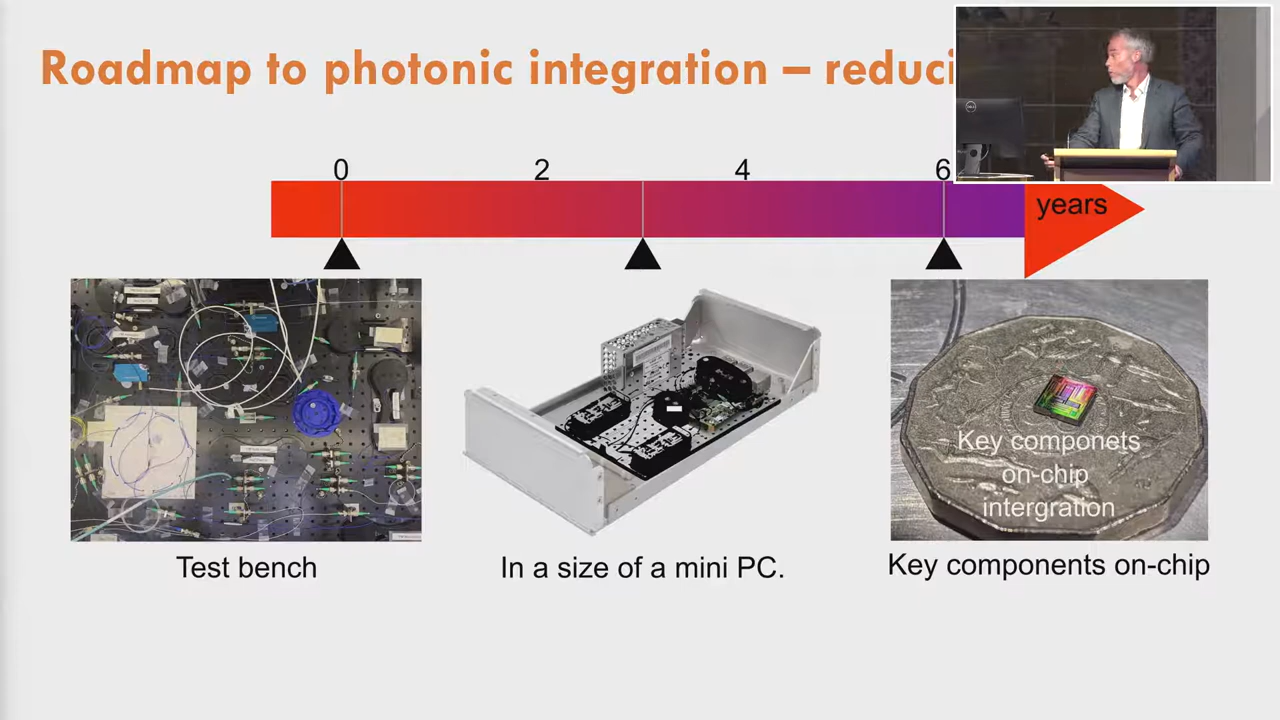 Roadmap to photonic integration – reduci
0 2 4 6
years
Key componets
on-chip
intergration
Test bench
In a size of a mini PC.
Key components on-chip